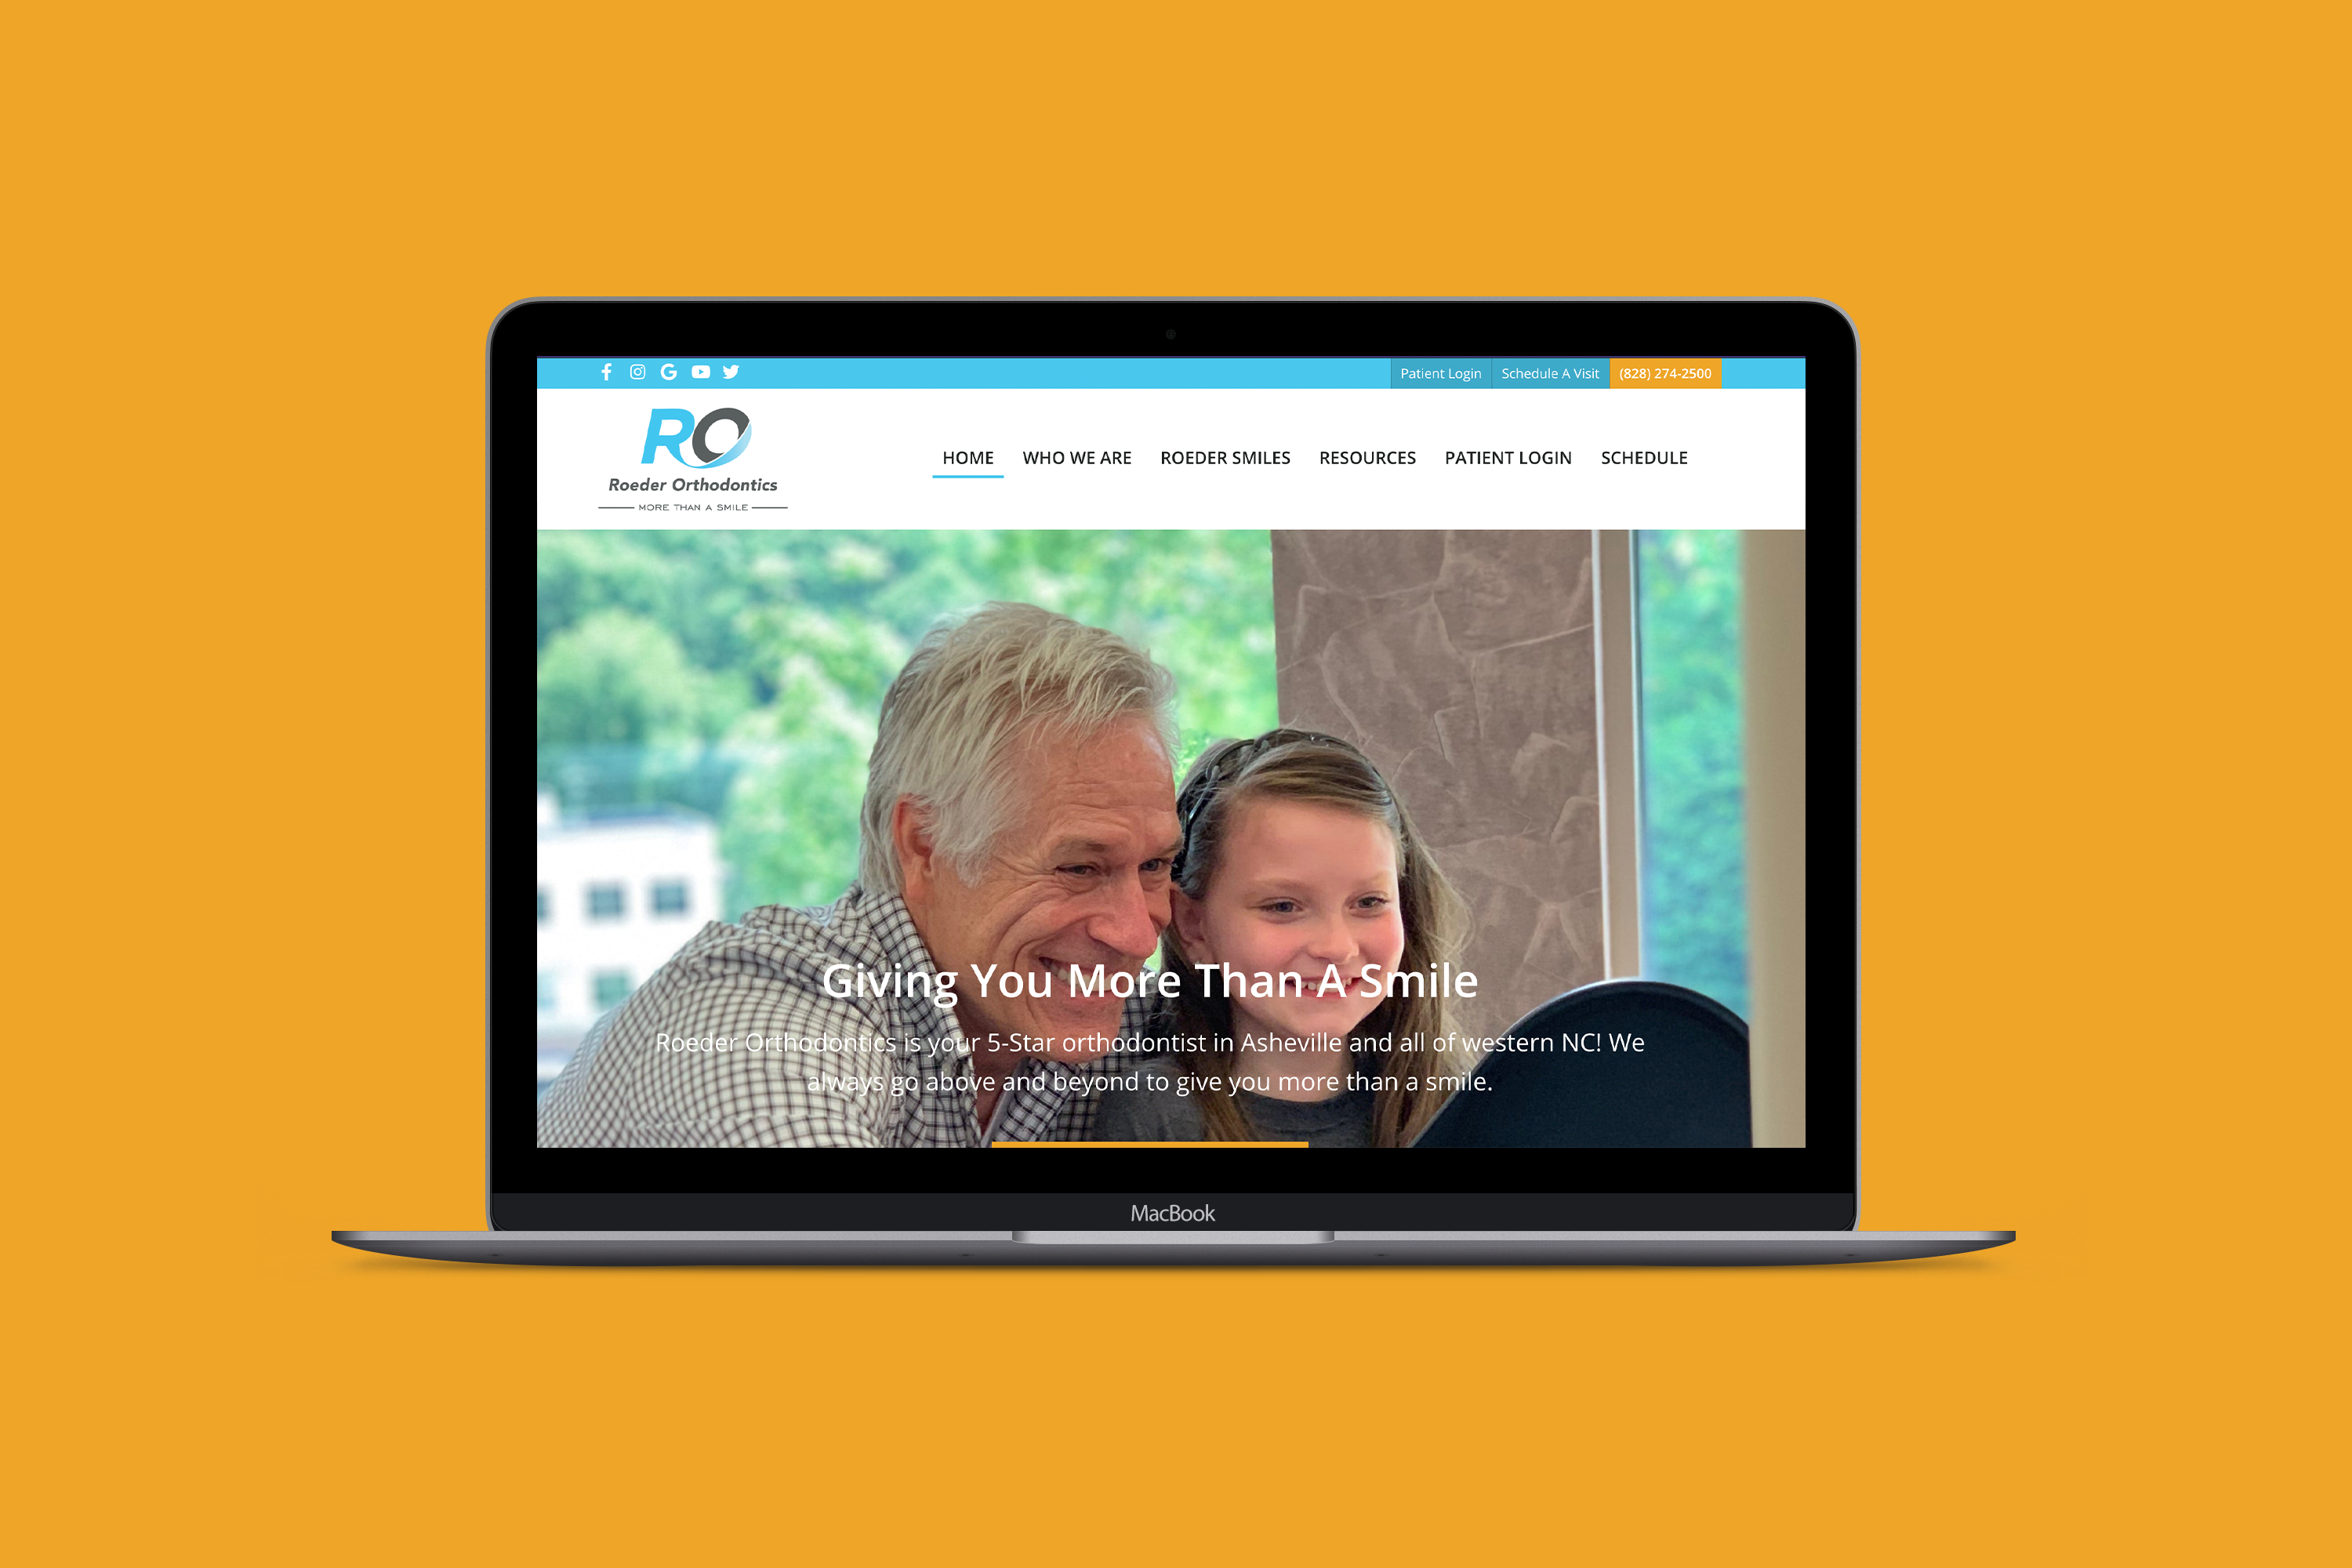 Patient Login Schedule A Visit (828) 274-2500
RO
Roeder Orthodontics
MORE THAN A SMILE
HOME WHO WE ARE ROEDER SMILES RESOURCES PATIENT LOGIN SCHEDULE
Giving You More Than A Smile
Roeder Orthodontics is your 5-Star orthodontist in Asheville and all of western NC! We
always go above and beyond to give you more than a smile.
MacBook